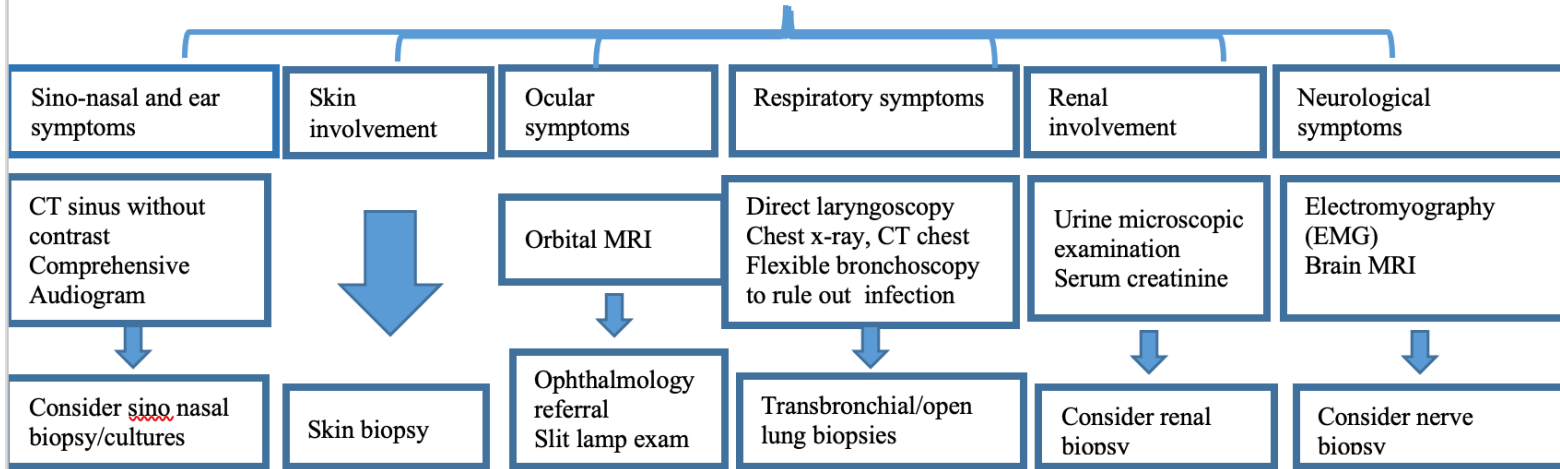 Sino-nasal and ear
symptoms
Skin
involvement
Ocular
symptoms
Respiratory symptoms
Renal
involvement
Neurological
symptoms
CT sinus without
contrast
Comprehensive
Audiogram
Orbital MRI
Direct laryngoscopy
Chest x-ray, CT chest
Flexible bronchoscopy
to rule out  infection
Urine microscopic
examination
Serum creatinine
Electromyography
(EMG)
Brain MRI
Consider sino nasal
biopsy/cultures
Skin biopsy
Ophthalmology
referral
Slit lamp exam
Transbronchial/open
lung biopsies
Consider renal
biopsy
Consider nerve
biopsy